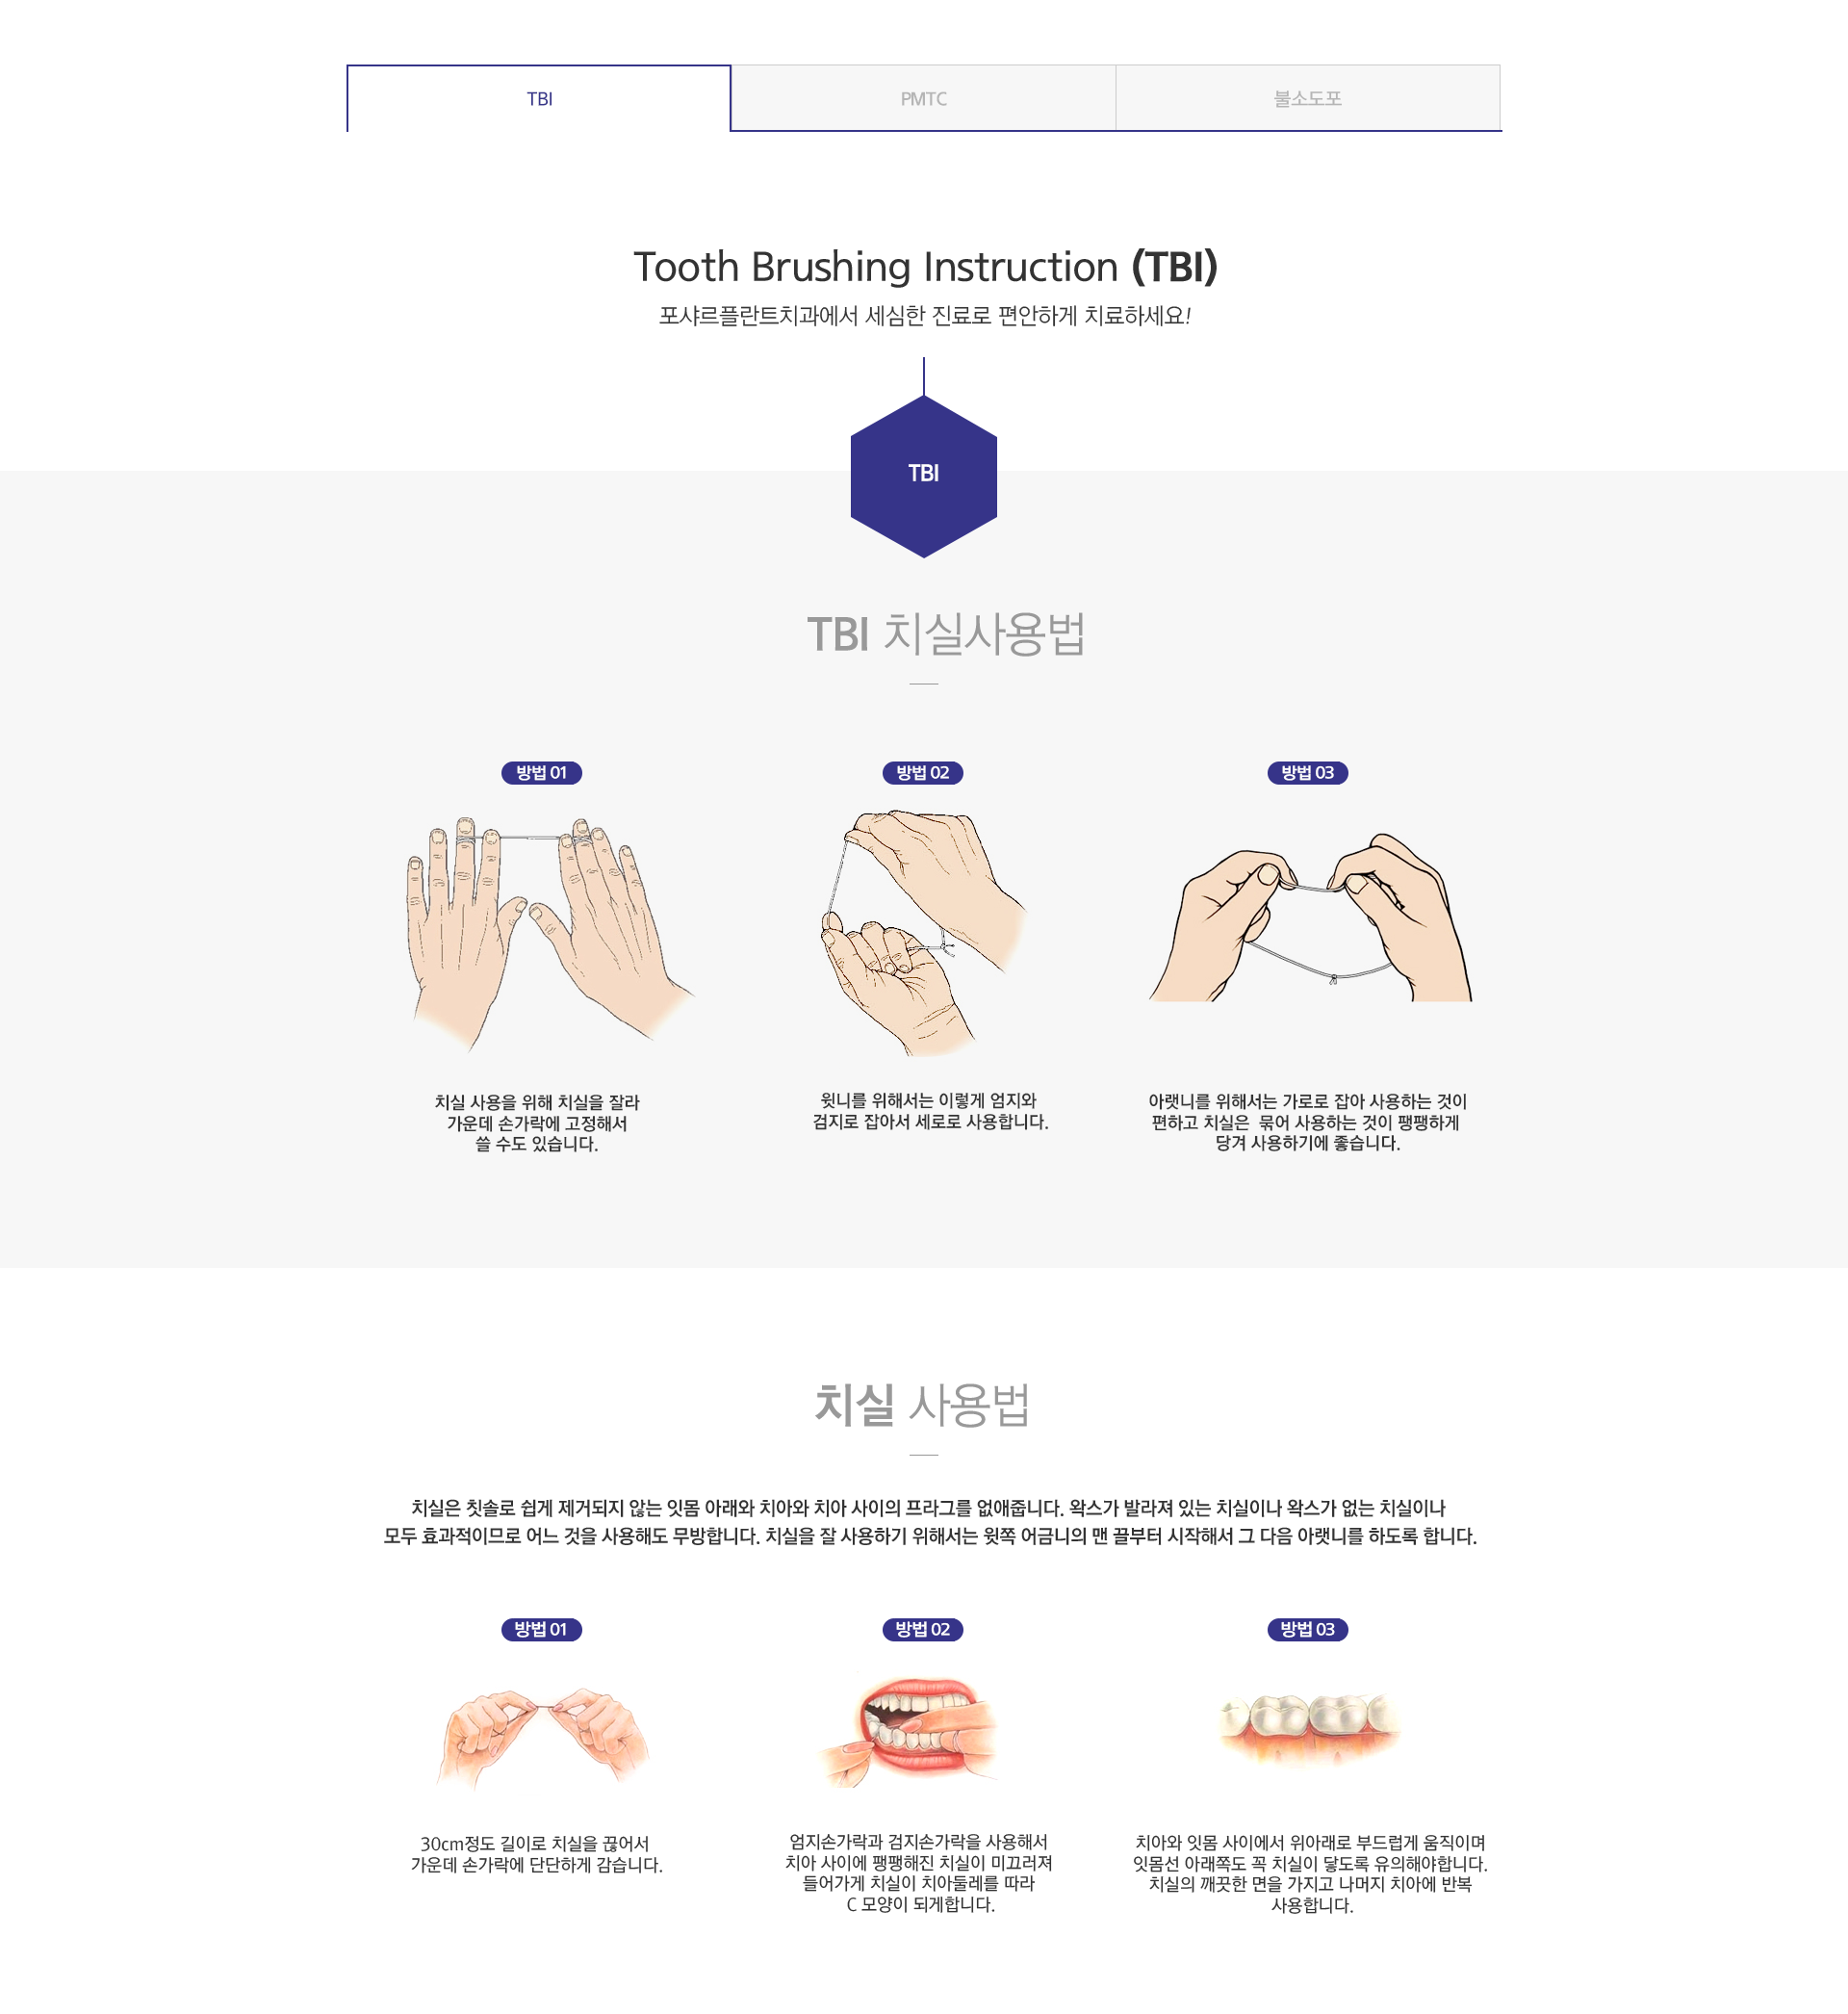 TBI
PMTC
불소도포
Tooth Brushing Instruction (TBI)
포샤르플란트치과에서 세심한 진료로 편안하게 치료하세요!
TBI
TBI 치실사용법
방법 01
치실 사용을 위해 치실을 잘라
가운데 손가락에 고정해서
쓸 수도 있습니다.
방법 02
윗니를 위해서는 이렇게 엄지와
검지로 잡아서 세로로 사용합니다.
방법 03
아랫니를 위해서는 가로로 잡아 사용하는 것이
편하고 치실은 묶어 사용하는 것이 팽팽하게
당겨 사용하기에 좋습니다.
치실 사용법
치실은 칫솔로 쉽게 제거되지 않는 잇몸 아래와 치아와 치아 사이의 프라그를 없애줍니다. 왁스가 발라져 있는 치실이나 왁스가 없는 치실이나
모두 효과적이므로 어느 것을 사용해도 무방합니다. 치실을 잘 사용하기 위해서는 윗쪽 어금니의 맨 끝부터 시작해서 그 다음 아랫니를 하도록 합니다.
방법 01
30cm정도 길이로 치실을 끊어서
가운데 손가락에 단단하게 감습니다.
방법 02
엄지손가락과 검지손가락을 사용해서
치아 사이에 팽팽해진 치실이 미끄러져
들어가게 치실이 치아둘레를 따라
C 모양이 되게합니다.
방법 03
치아와 잇몸 사이에서 위아래로 부드럽게 움직이며
잇몸선 아래쪽도 꼭 치실이 닿도록 유의해야합니다.
치실의 깨끗한 면을 가지고 나머지 치아에 반복
사용합니다.